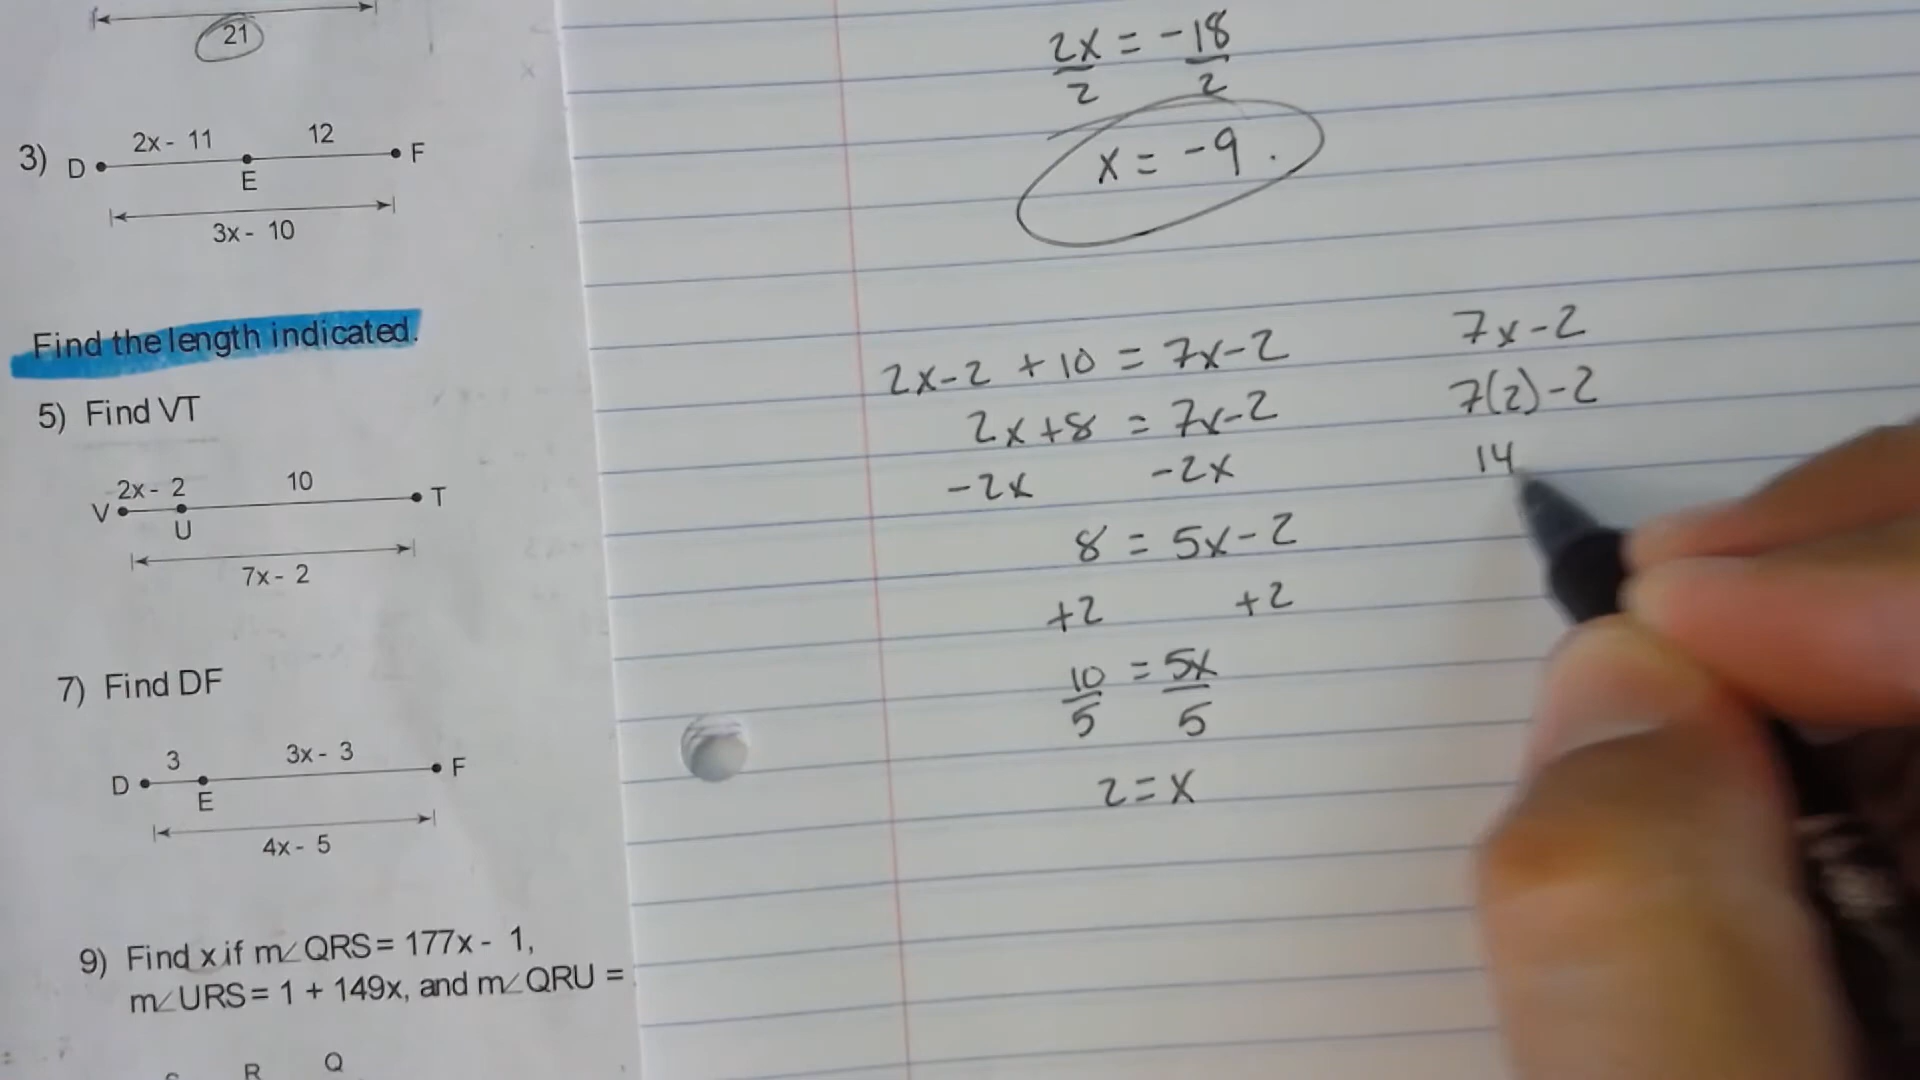 21
3) D 2x - 11 E 12 F
3x - 10
Find the length indicated.
5) Find VT
V 2x - 2 U 10 T
7x - 2
7) Find DF
D 3 E 3x - 3 F
4x - 5
9) Find x if m∠QRS = 177x - 1,
m∠URS = 1 + 149x, and m∠QRU =
R Q
2x = -18
2 2
x = -9.
2x-2 + 10 = 7x-2
2x+8 = 7x-2
-2x -2x
8 = 5x-2
+2 +2
10 = 5x
5 5
2 = x
7x-2
7(2)-2
14